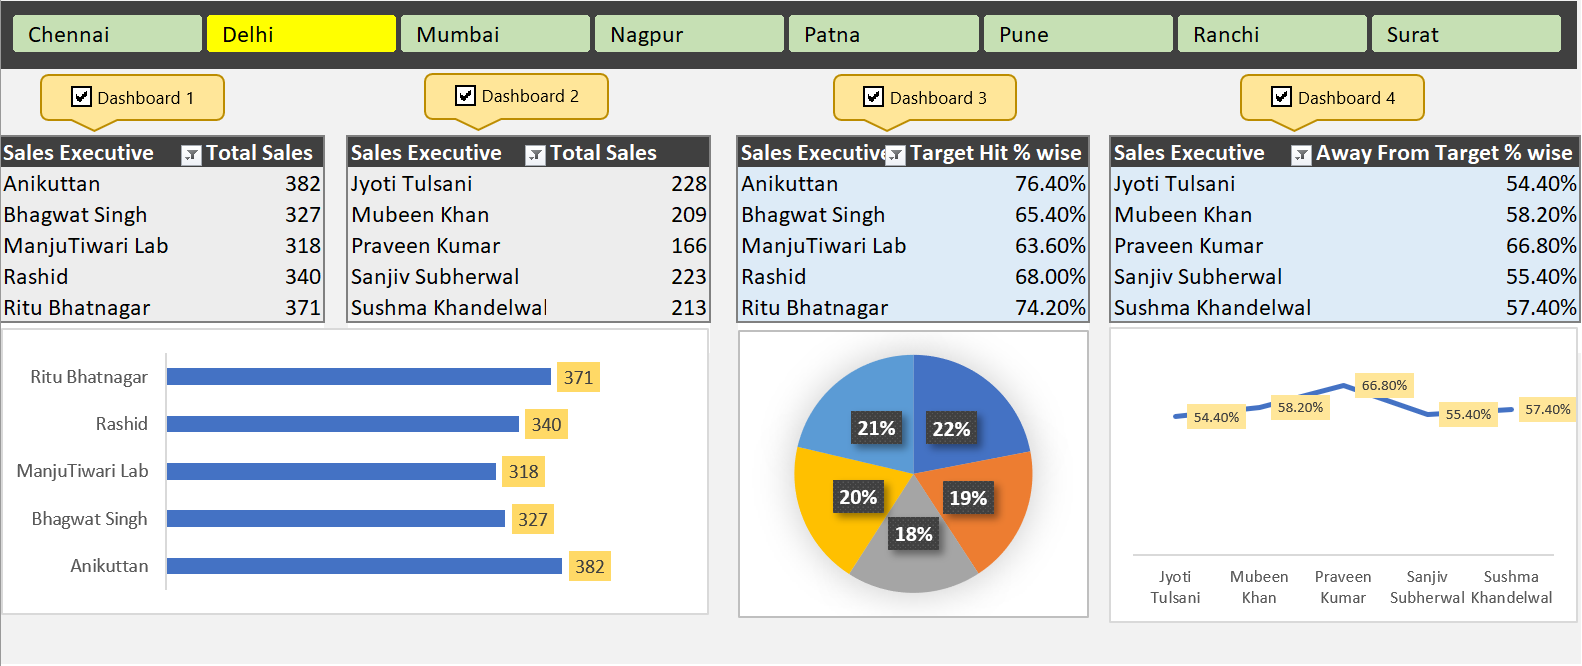 Chennai Delhi Mumbai Nagpur Patna Pune Ranchi Surat
Dashboard 1 Dashboard 2 Dashboard 3 Dashboard 4
Sales Executive Total Sales
Anikuttan 382
Bhagwat Singh 327
ManjuTiwari Lab 318
Rashid 340
Ritu Bhatnagar 371
Sales Executive Total Sales
Jyoti Tulsani 228
Mubeen Khan 209
Praveen Kumar 166
Sanjiv Subherwal 223
Sushma Khandelwal 213
Sales Executive Target Hit % wise
Anikuttan 76.40%
Bhagwat Singh 65.40%
ManjuTiwari Lab 63.60%
Rashid 68.00%
Ritu Bhatnagar 74.20%
Sales Executive Away From Target % wise
Jyoti Tulsani 54.40%
Mubeen Khan 58.20%
Praveen Kumar 66.80%
Sanjiv Subherwal 55.40%
Sushma Khandelwal 57.40%
Ritu Bhatnagar 371
Rashid 340
ManjuTiwari Lab 318
Bhagwat Singh 327
Anikuttan 382
21% 22%
20% 19%
18%
54.40% 58.20% 66.80% 55.40% 57.40%
Jyoti Mubeen Praveen Sanjiv Sushma
Tulsani Khan Kumar Subherwal Khandelwal